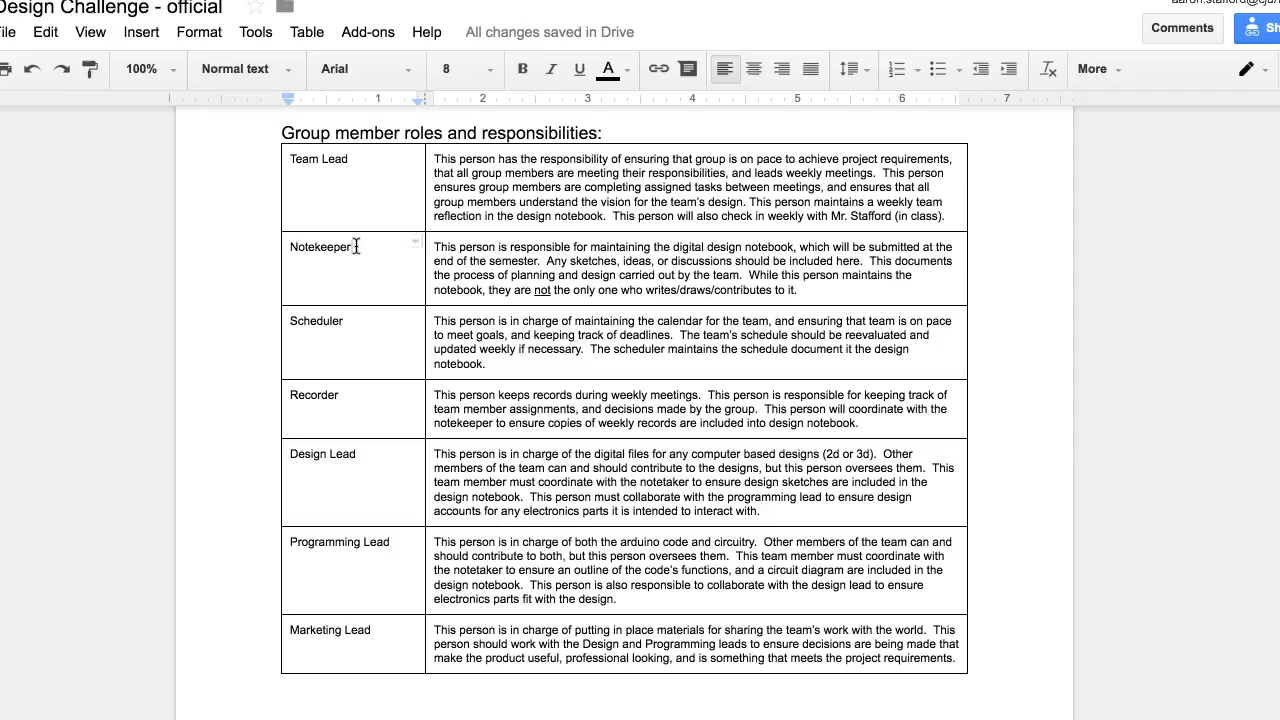 Design Challenge - official
File Edit View Insert Format Tools Table Add-ons Help All changes saved in Drive
Comments
100% Normal text Arial 8 B I U A More
1 2 3 4 5 6 7
Group member roles and responsibilities:
Team Lead
This person has the responsibility of ensuring that group is on pace to achieve project requirements,
that all group members are meeting their responsibilities, and leads weekly meetings. This person
ensures group members are completing assigned tasks between meetings, and ensures that all
group members understand the vision for the team's design. This person maintains a weekly team
reflection in the design notebook. This person will also check in weekly with Mr. Stafford (in class).
Notekeeper
This person is responsible for maintaining the digital design notebook, which will be submitted at the
end of the semester. Any sketches, ideas, or discussions should be included here. This documents
the process of planning and design carried out by the team. While this person maintains the
notebook, they are not the only one who writes/draws/contributes to it.
Scheduler
This person is in charge of maintaining the calendar for the team, and ensuring that team is on pace
to meet goals, and keeping track of deadlines. The team's schedule should be reevaluated and
updated weekly if necessary. The scheduler maintains the schedule document it the design
notebook.
Recorder
This person keeps records during weekly meetings. This person is responsible for keeping track of
team member assignments, and decisions made by the group. This person will coordinate with the
notekeeper to ensure copies of weekly records are included into design notebook.
Design Lead
This person is in charge of the digital files for any computer based designs (2d or 3d). Other
members of the team can and should contribute to the designs, but this person oversees them. This
team member must coordinate with the notetaker to ensure design sketches are included in the
design notebook. This person must collaborate with the programming lead to ensure design
accounts for any electronics parts it is intended to interact with.
Programming Lead
This person is in charge of both the arduino code and circuitry. Other members of the team can and
should contribute to both, but this person oversees them. This team member must coordinate with
the notetaker to ensure an outline of the code's functions, and a circuit diagram are included in the
design notebook. This person is also responsible to collaborate with the design lead to ensure
electronics parts fit with the design.
Marketing Lead
This person is in charge of putting in place materials for sharing the team's work with the world. This
person should work with the Design and Programming leads to ensure decisions are being made that
make the product useful, professional looking, and is something that meets the project requirements.